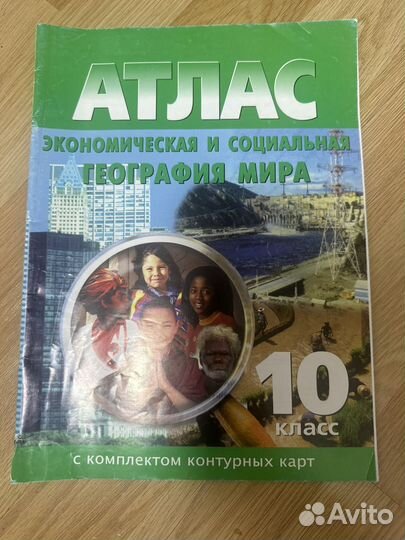 АТЛАС
ЭКОНОМИЧЕСКАЯ И СОЦИАЛЬНАЯ
ГЕОГРАФИЯ МИРА
10
класс
с комплектом контурных карт
Avito